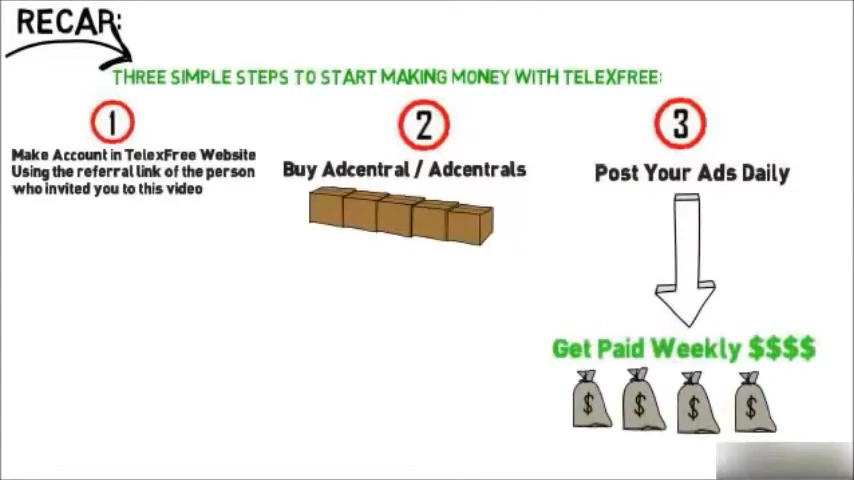 RECAP:
THREE SIMPLE STEPS TO START MAKING MONEY WITH TELEXFREE:
1
Make Account in TelexFree Website
Using the referral link of the person
who invited you to this video
2
Buy Adcentral / Adcentrals
3
Post Your Ads Daily
Get Paid Weekly $$$$
$ $ $ $